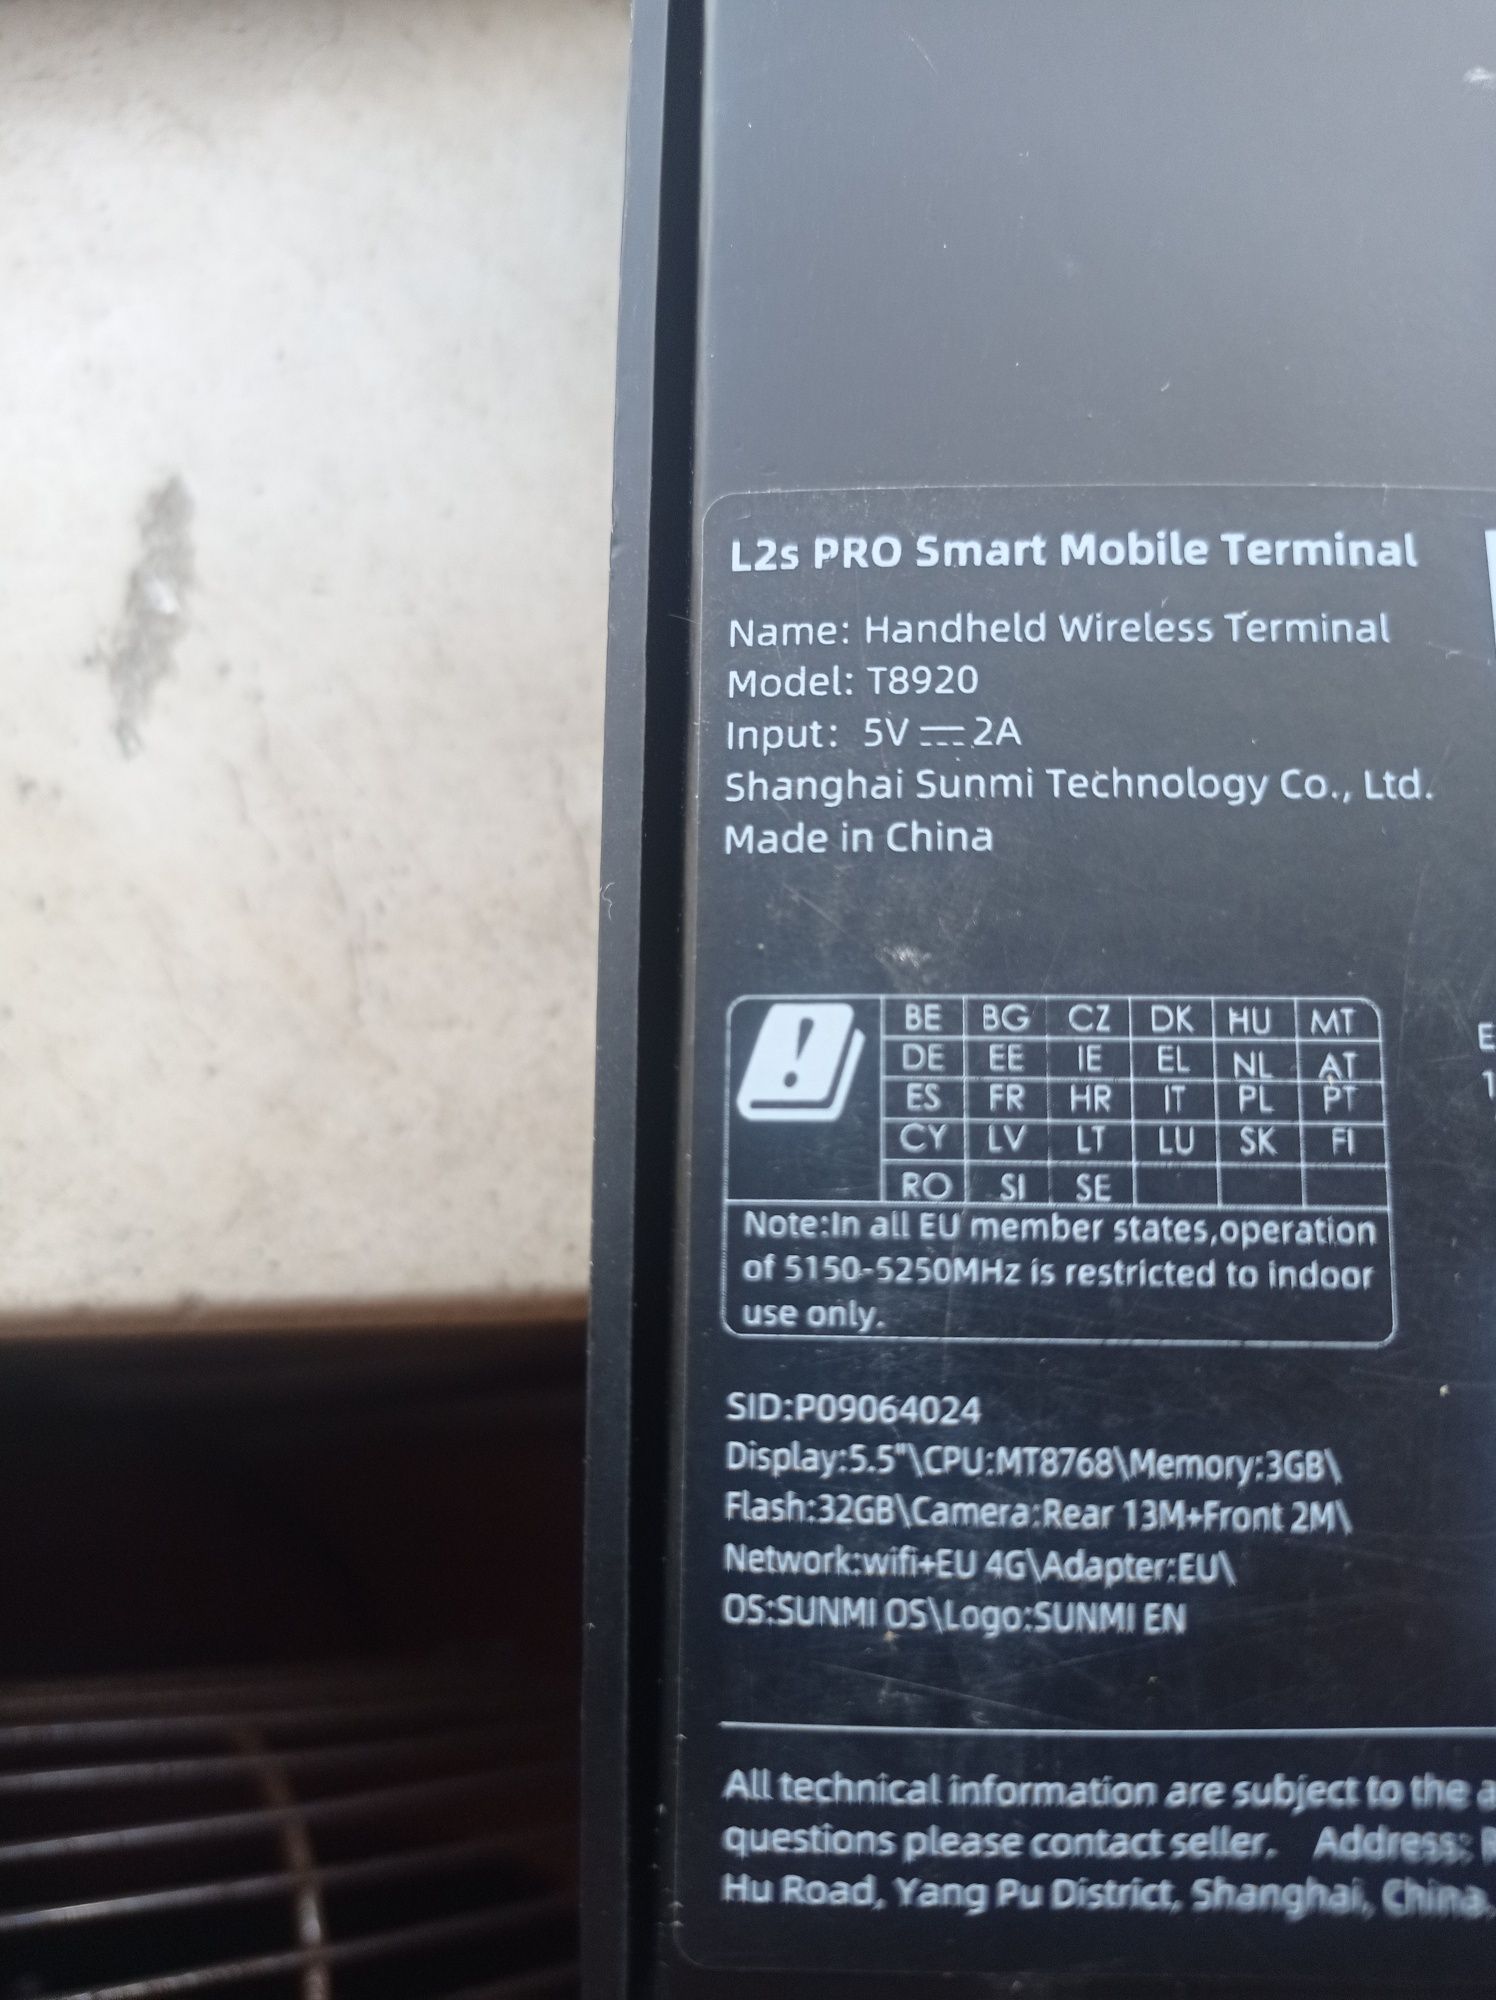 L2s PRO Smart Mobile Terminal
Name: Handheld Wireless Terminal
Model: T8920
Input: 5V ⎓ 2A
Shanghai Sunmi Technology Co., Ltd.
Made in China
BE BG CZ DK HU MT
DE EE IE EL NL AT
ES FR HR IT PL PT
CY LV LT LU SK FI
RO SI SE
Note:In all EU member states,operation
of 5150-5250MHz is restricted to indoor
use only.
SID:P09064024
Display:5.5"\CPU:MT8768\Memory:3GB\
Flash:32GB\Camera:Rear 13M+Front 2M\
Network:wifi+EU 4G\Adapter:EU\
OS:SUNMI OS\Logo:SUNMI EN
All technical information are subject to the
questions please contact seller. Address:
Hu Road, Yang Pu District, Shanghai, China,